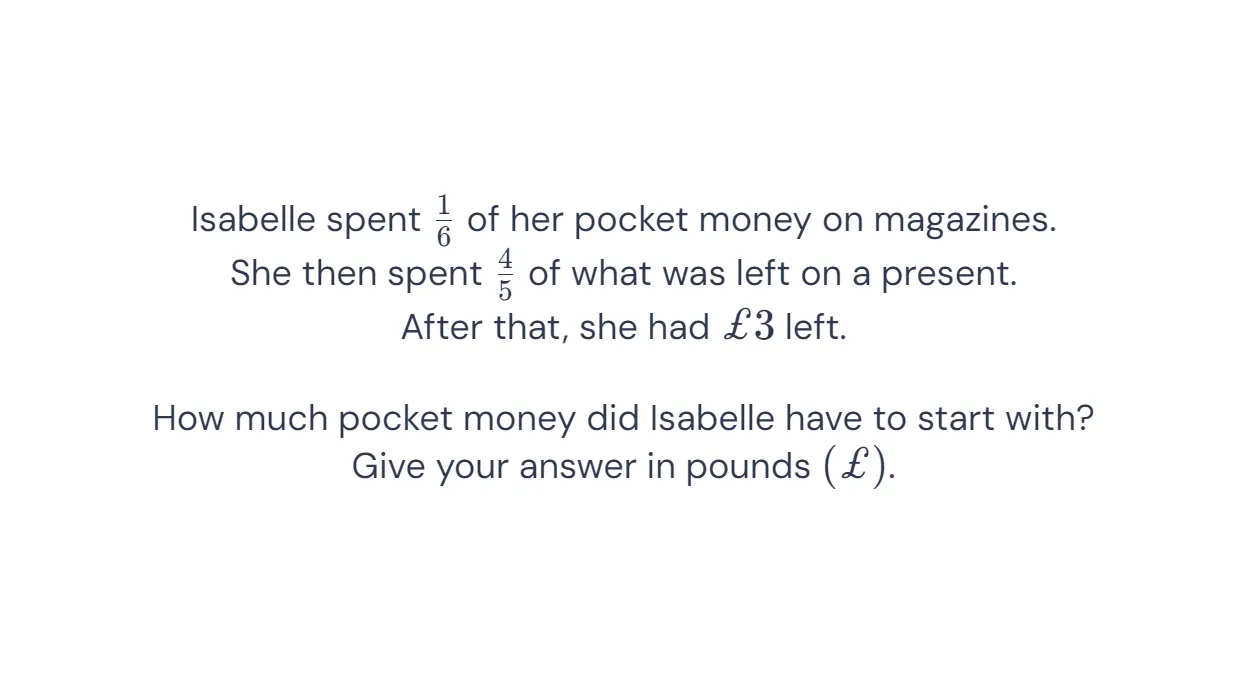 Isabelle spent 1/6 of her pocket money on magazines.
She then spent 4/5 of what was left on a present.
After that, she had £3 left.
How much pocket money did Isabelle have to start with?
Give your answer in pounds (£).